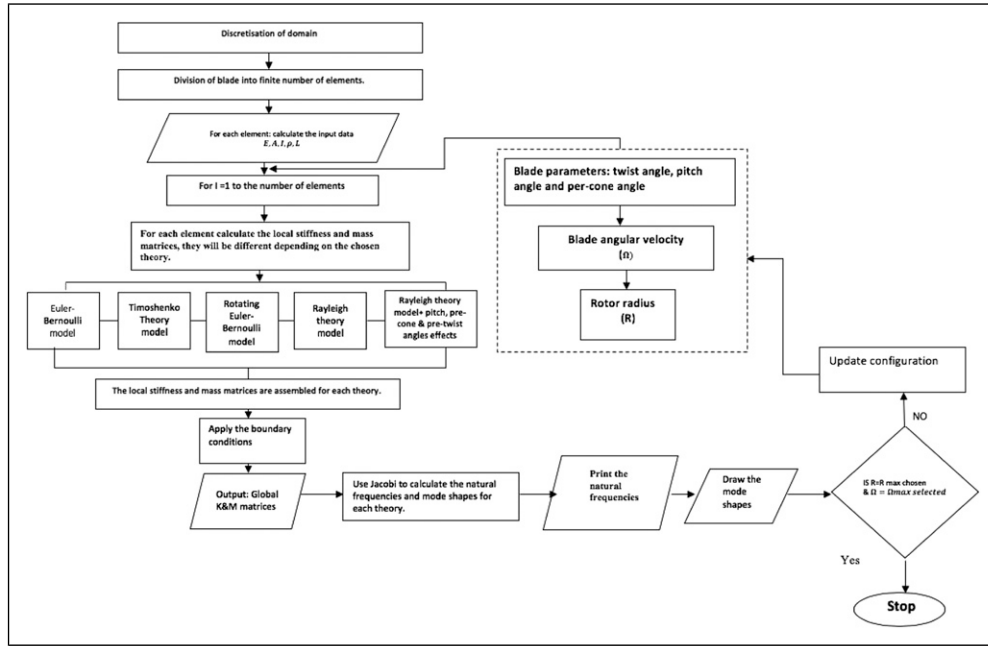 Discretisation of domain
Division of blade into finite number of elements.
For each element: calculate the input data
E, A, I, ρ, L
For I =1 to the number of elements
For each element calculate the local stiffness and mass
matrices, they will be different depending on the chosen
theory.
Euler-
Bernoulli
model
Timoshenko
Theory
model
Rotating
Euler-
Bernoulli
model
Rayleigh
theory
model
Rayleigh theory
model+ pitch, pre-
cone & pre-twist
angles effects
The local stiffness and mass matrices are assembled for each theory.
Apply the boundary
conditions
Output: Global
K&M matrices
Use Jacobi to calculate the natural
frequencies and mode shapes for
each theory.
Print the
natural
frequencies
Draw the
mode
shapes
IS R=R max chosen
& Ω = Ωmax selected
NO
Yes
Stop
Update configuration
Blade parameters: twist angle, pitch
angle and per-cone angle
Blade angular velocity
(Ω)
Rotor radius
(R)